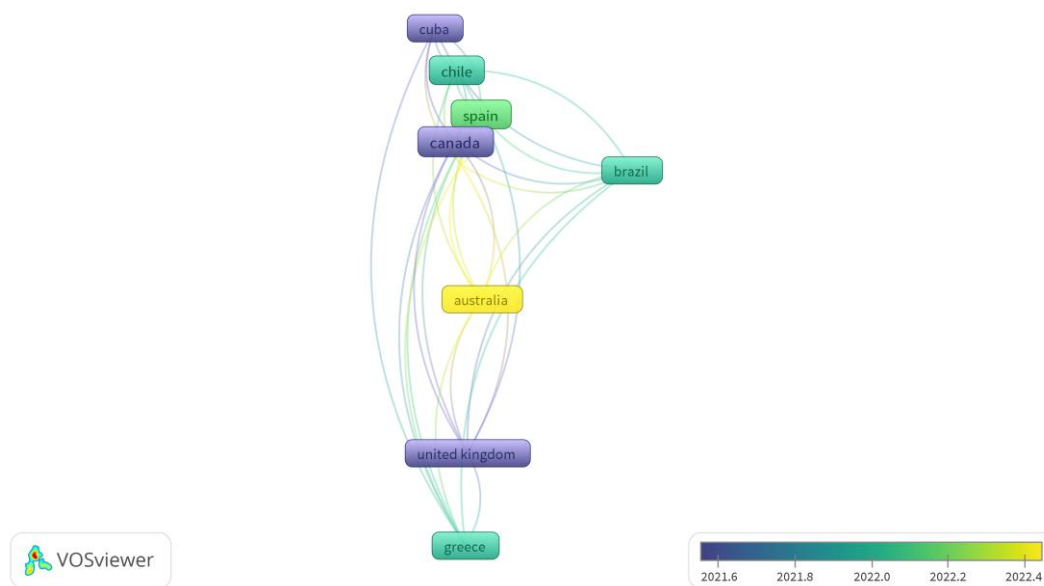 cuba
chile
spain
canada
brazil
australia
united kingdom
greece
VOSviewer
2021.6 2021.8 2022.0 2022.2 2022.4